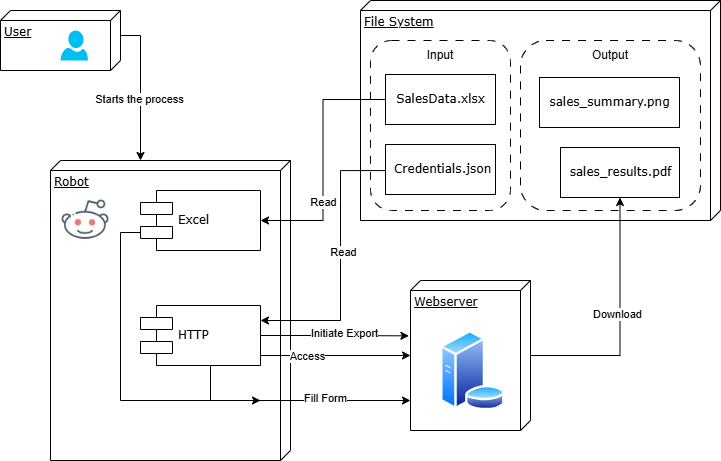 User
File System
Input
Output
SalesData.xlsx
sales_summary.png
Starts the process
Credentials.json
sales_results.pdf
Robot
Excel
Read
Read
Webserver
HTTP
Initiate Export
Download
Access
Fill Form